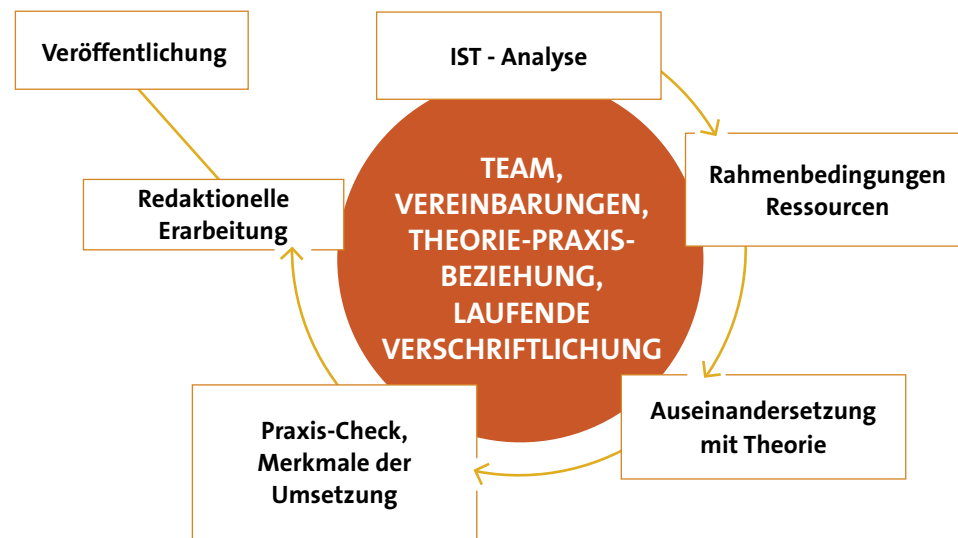 Veröffentlichung
IST - Analyse
Rahmenbedingungen
Ressourcen
Redaktionelle
Erarbeitung
TEAM,
VEREINBARUNGEN,
THEORIE-PRAXIS-
BEZIEHUNG,
LAUFENDE
VERSCHRIFTLICHUNG
Auseinandersetzung
mit Theorie
Praxis-Check,
Merkmale der
Umsetzung